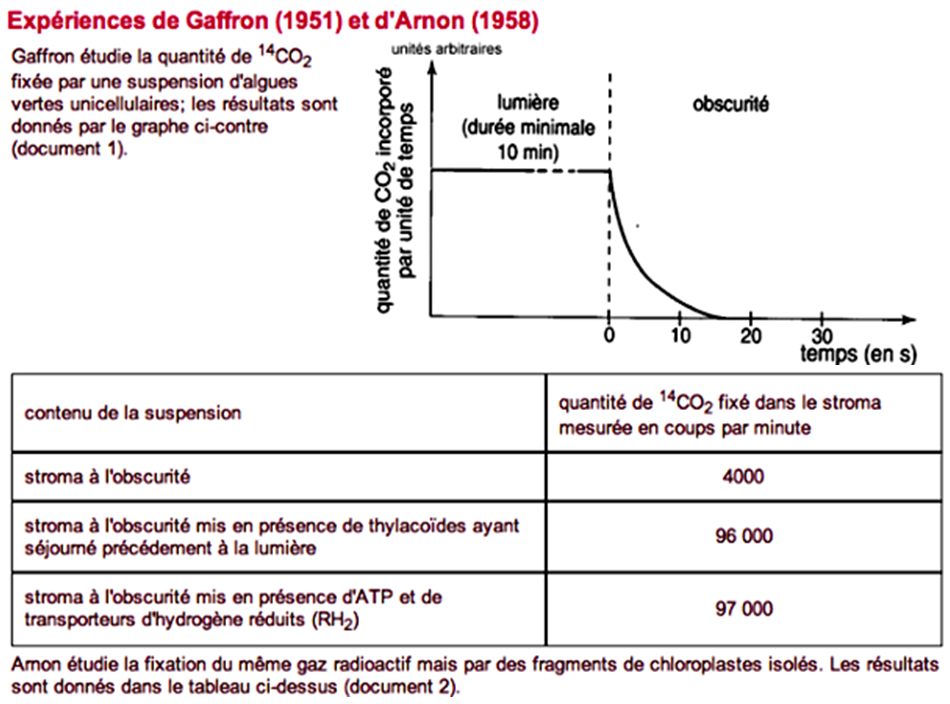 Expériences de Gaffron (1951) et d'Arnon (1958)
Gaffron étudie la quantité de ¹⁴CO₂
fixée par une suspension d'algues
vertes unicellulaires; les résultats sont
donnés par le graphe ci-contre
(document 1).
unités arbitraires
quantité de CO₂ incorporé
par unité de temps
lumière
(durée minimale
10 min)
obscurité
0 10 20 30
temps (en s)
contenu de la suspension
quantité de ¹⁴CO₂ fixé dans le stroma
mesurée en coups par minute
stroma à l'obscurité
4000
stroma à l'obscurité mis en présence de thylacoïdes ayant
séjourné précédement à la lumière
96 000
stroma à l'obscurité mis en présence d'ATP et de
transporteurs d'hydrogène réduits (RH₂)
97 000
Arnon étudie la fixation du même gaz radioactif mais par des fragments de chloroplastes isolés. Les résultats
sont donnés dans le tableau ci-dessus (document 2).